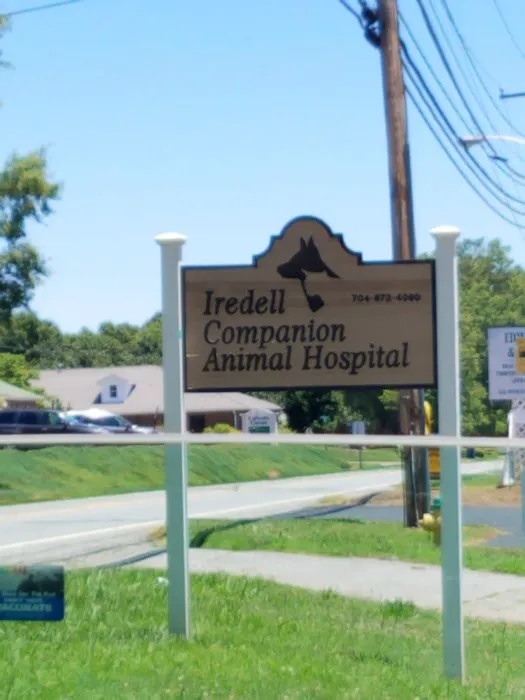 Iredell
704-872-4080
Companion
Animal Hospital